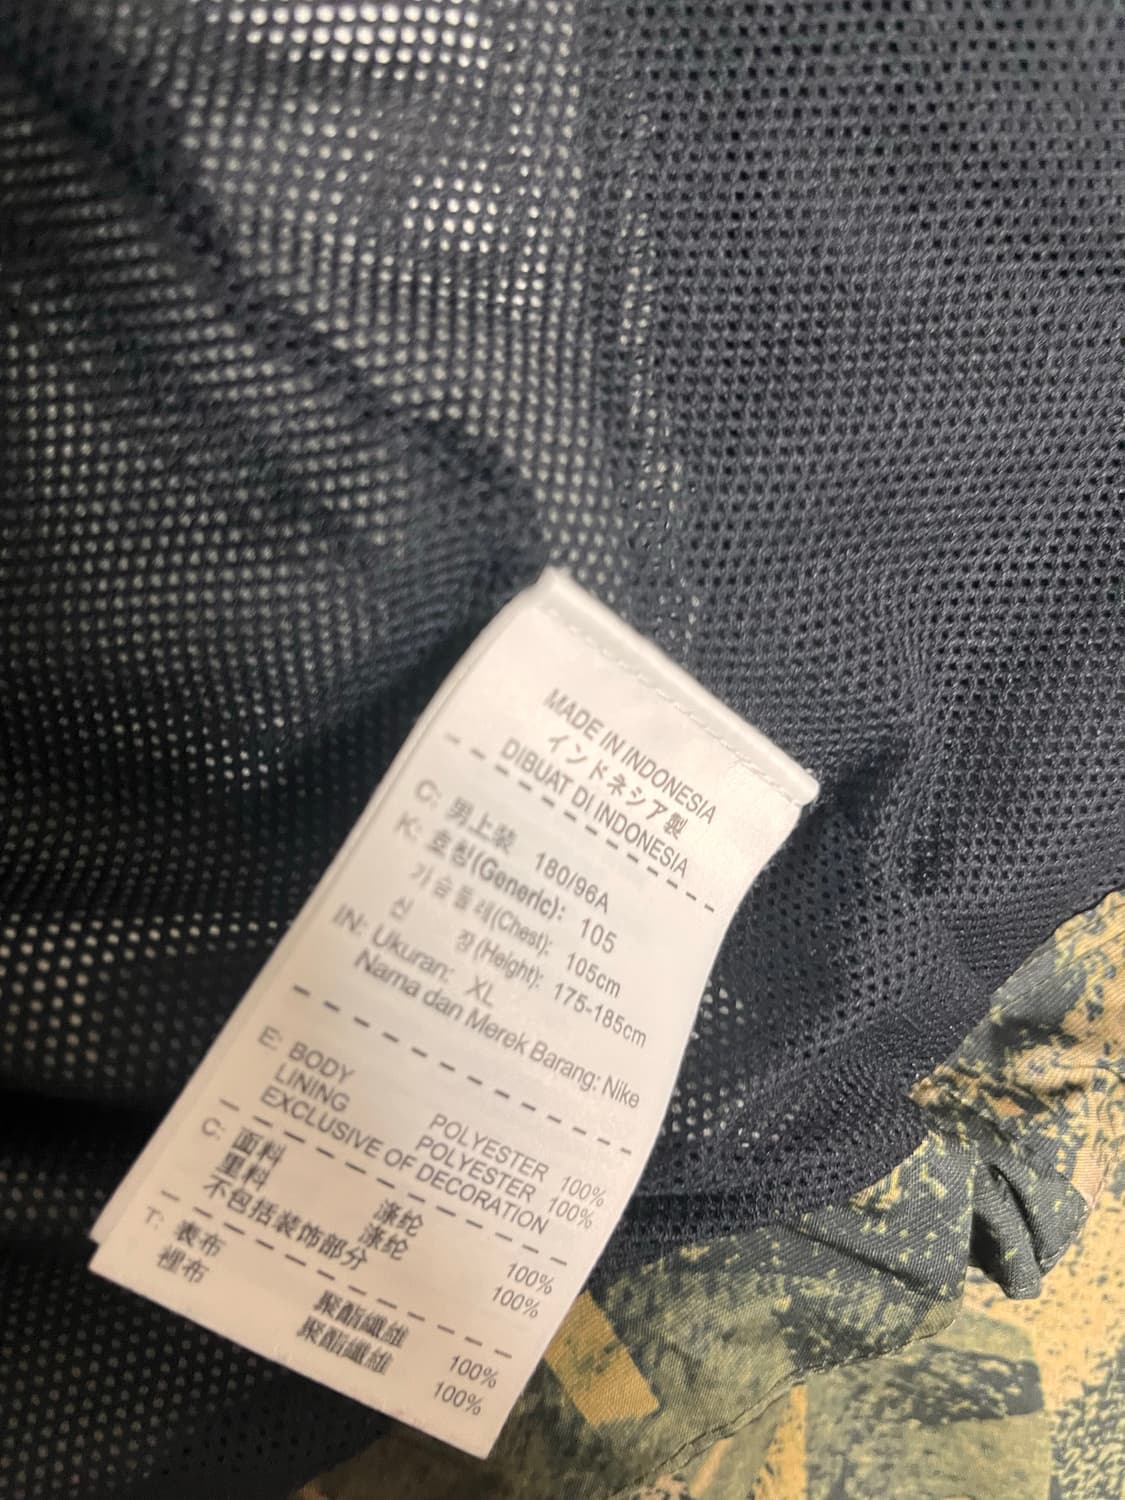 MADE IN INDONESIA
インドネシア製
DIBUAT DI INDONESIA
C: 男上装 180/96A
K: 호칭(Generic): 105
가슴둘레(Chest): 105cm
신 장(Height): 175-185cm
IN: Ukuran: XL
Nama dan Merek Barang: Nike
E: BODY POLYESTER 100%
LINING POLYESTER 100%
EXCLUSIVE OF DECORATION
C: 面料 涤纶 100%
里料 涤纶 100%
不包括装饰部分
T: 表布 聚酯纖維 100%
裡布 聚酯纖維 100%